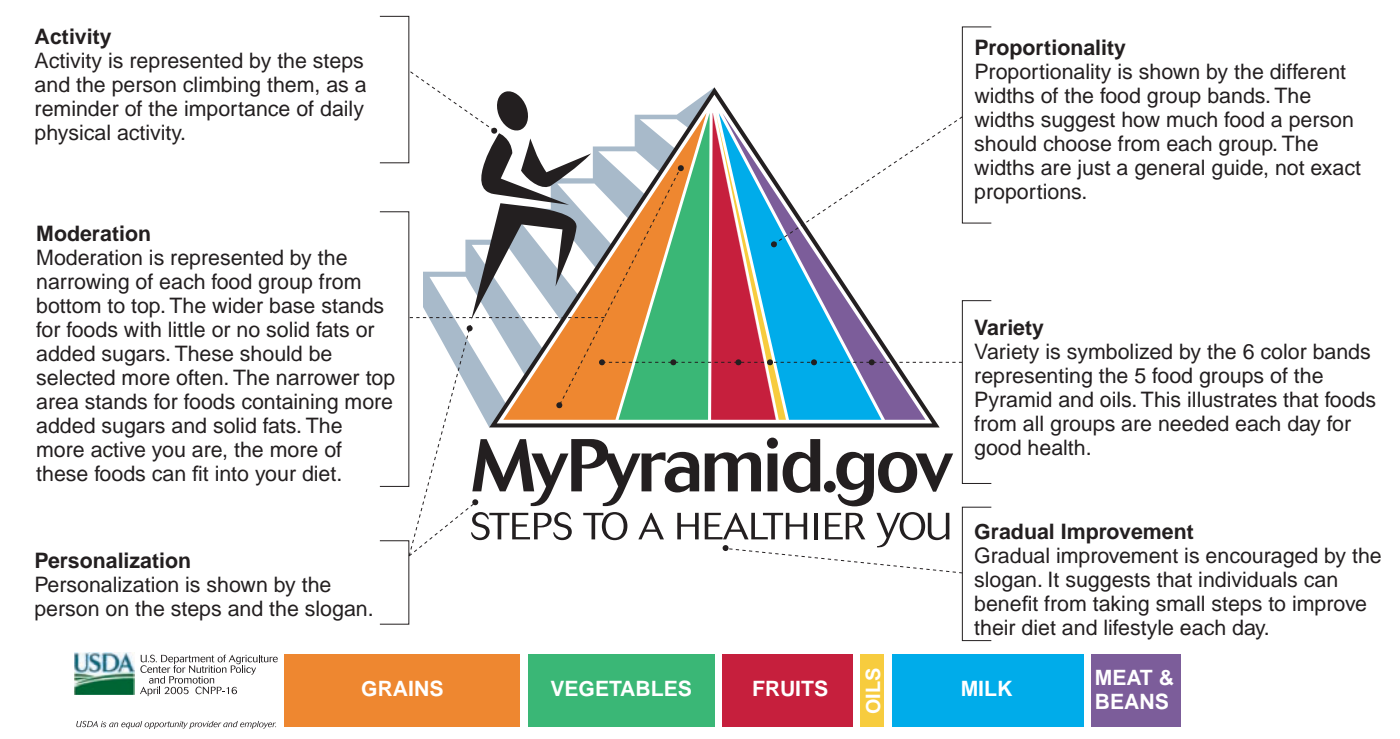 Activity
Activity is represented by the steps
and the person climbing them, as a
reminder of the importance of daily
physical activity.
Moderation
Moderation is represented by the
narrowing of each food group from
bottom to top. The wider base stands
for foods with little or no solid fats or
added sugars. These should be
selected more often. The narrower top
area stands for foods containing more
added sugars and solid fats. The
more active you are, the more of
these foods can fit into your diet.
Personalization
Personalization is shown by the
person on the steps and the slogan.
Proportionality
Proportionality is shown by the different
widths of the food group bands. The
widths suggest how much food a person
should choose from each group. The
widths are just a general guide, not exact
proportions.
Variety
Variety is symbolized by the 6 color bands
representing the 5 food groups of the
Pyramid and oils. This illustrates that foods
from all groups are needed each day for
good health.
Gradual Improvement
Gradual improvement is encouraged by the
slogan. It suggests that individuals can
benefit from taking small steps to improve
their diet and lifestyle each day.
MyPyramid.gov
STEPS TO A HEALTHIER YOU
USDA
U.S. Department of Agriculture
Center for Nutrition Policy
and Promotion
April 2005 CNPP-16
USDA is an equal opportunity provider and employer.
GRAINS
VEGETABLES
FRUITS
OILS
MILK
MEAT &
BEANS